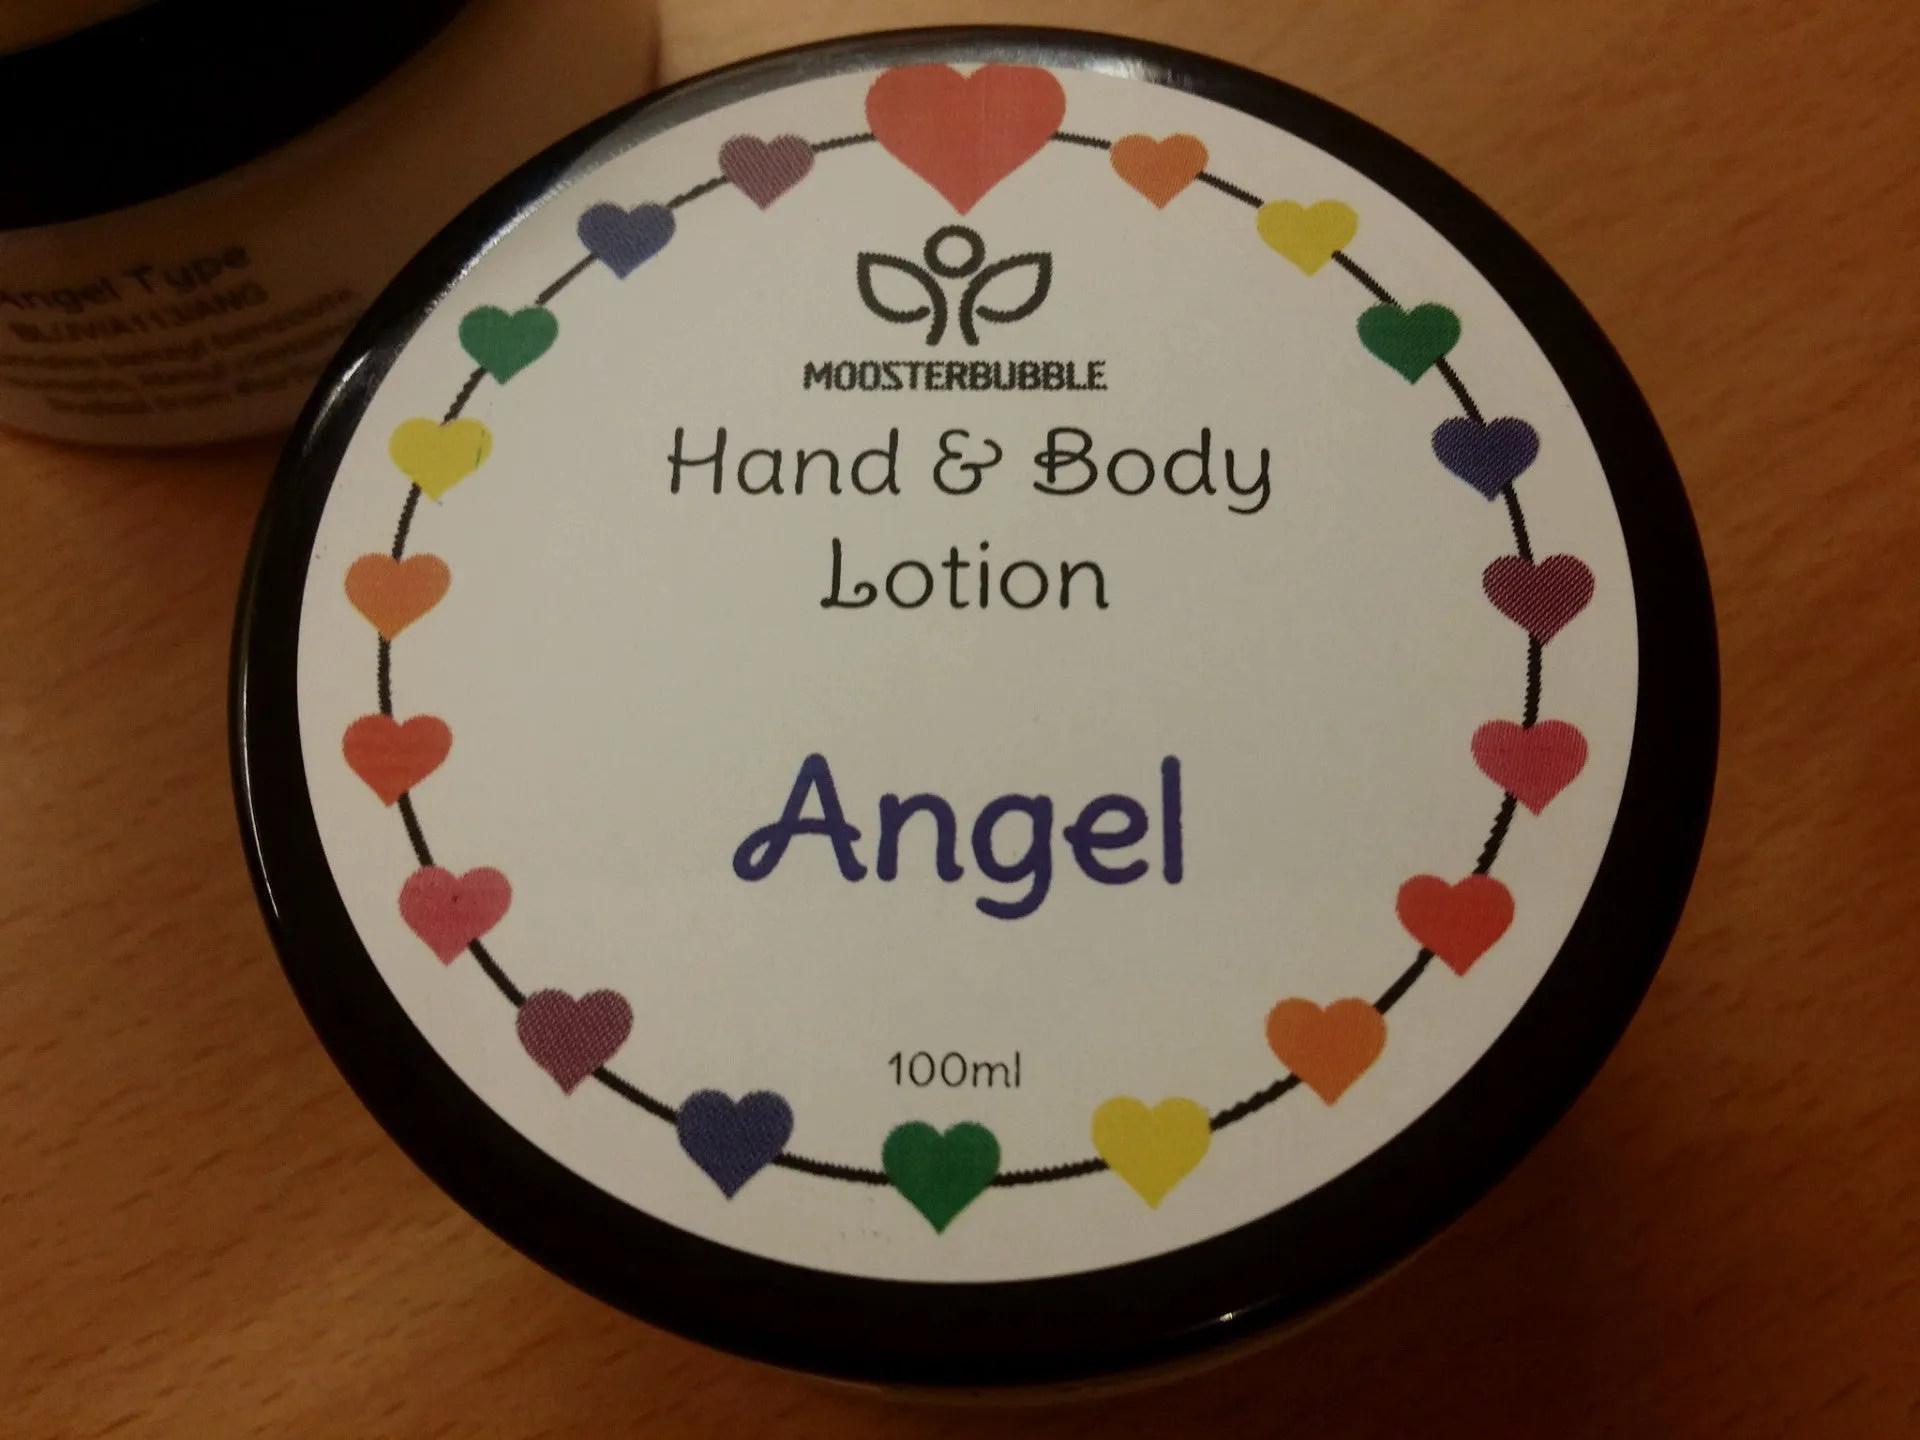 MOOSTERBUBBLE
Hand & Body
Lotion
Angel
100ml
Angel Type